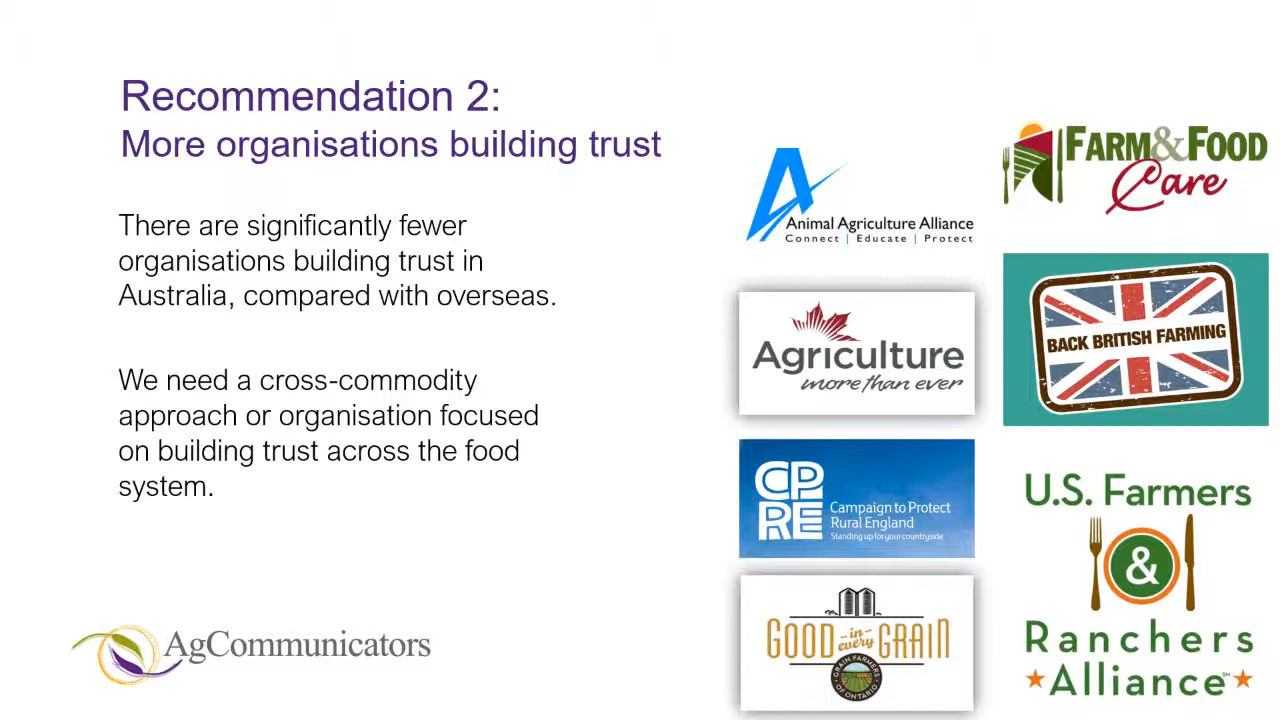 Recommendation 2:
More organisations building trust
There are significantly fewer
organisations building trust in
Australia, compared with overseas.
We need a cross-commodity
approach or organisation focused
on building trust across the food
system.
AgCommunicators
Animal Agriculture Alliance
Connect | Educate | Protect
FARM & FOOD
Care
Agriculture
more than ever
BACK BRITISH FARMING
CP
RE
Campaign to Protect
Rural England
Standing up for your countryside
GOOD in every GRAIN
GRAIN FARMERS
OF ONTARIO
U.S. Farmers
&
Ranchers
Alliance SM